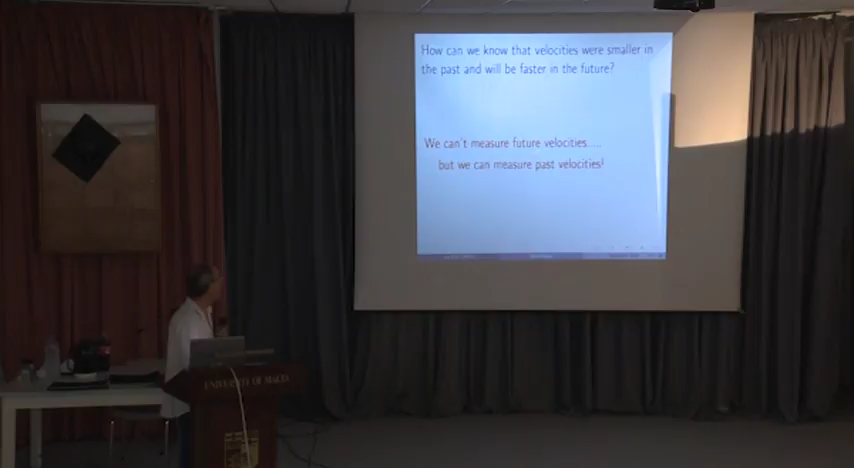 How can we know that velocities were smaller in
the past and will be faster in the future?
We can't measure future velocities.....
but we can measure past velocities!
UNIVERSITY OF MALTA